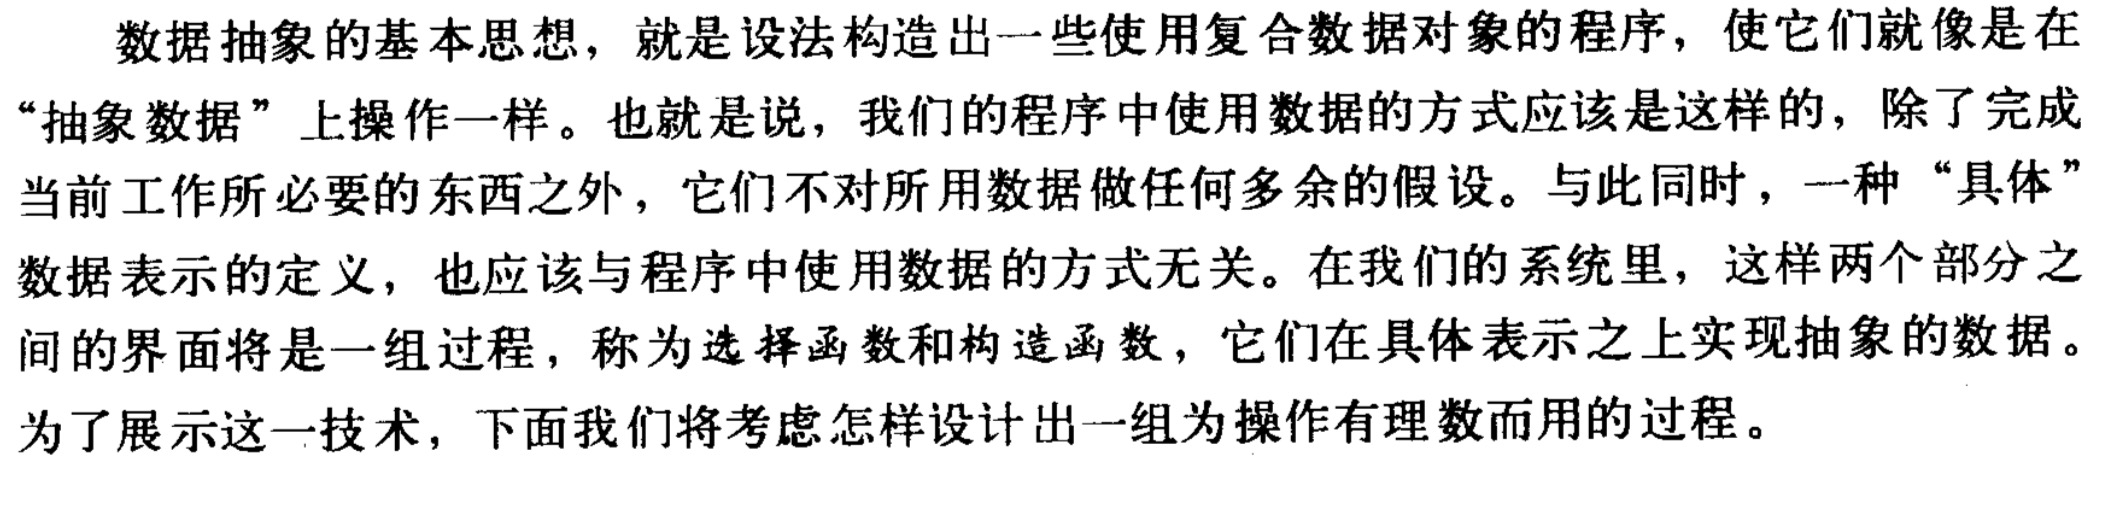 数据抽象的基本思想，就是设法构造出一些使用复合数据对象的程序，使它们就像是在
“抽象数据”上操作一样。也就是说，我们的程序中使用数据的方式应该是这样的，除了完成
当前工作所必要的东西之外，它们不对所用数据做任何多余的假设。与此同时，一种“具体”
数据表示的定义，也应该与程序中使用数据的方式无关。在我们的系统里，这样两个部分之
间的界面将是一组过程，称为选择函数和构造函数，它们在具体表示之上实现抽象的数据。
为了展示这一技术，下面我们将考虑怎样设计出一组为操作有理数而用的过程。